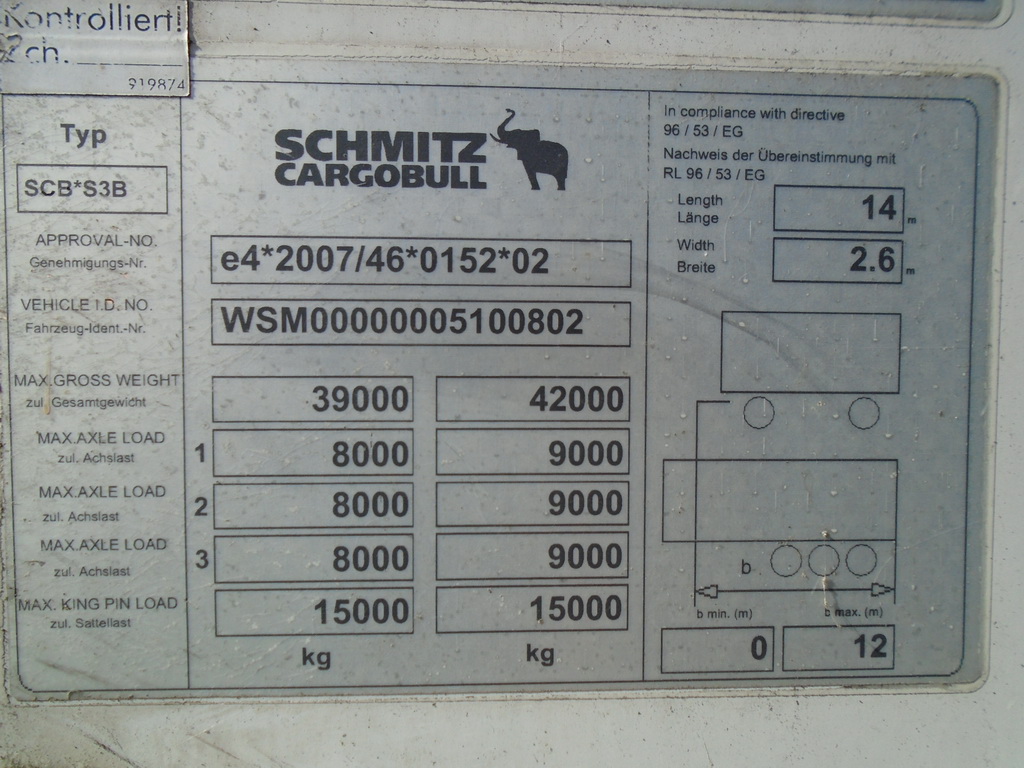 Kontrolliert!
ch.
919874
Typ
SCB*S3B
SCHMITZ
CARGOBULL
APPROVAL-NO.
Genehmigungs-Nr.
e4*2007/46*0152*02
VEHICLE I.D. NO.
Fahrzeug-Ident.-Nr.
WSM00000005100802
MAX.GROSS WEIGHT
zul. Gesamtgewicht
39000 42000
MAX.AXLE LOAD
zul. Achslast
1 8000 9000
MAX.AXLE LOAD
zul. Achslast
2 8000 9000
MAX.AXLE LOAD
zul. Achslast
3 8000 9000
MAX. KING PIN LOAD
zul. Sattellast
15000 15000
kg kg
In compliance with directive
96 / 53 / EG
Nachweis der Übereinstimmung mit
RL 96 / 53 / EG
Length
Länge
14 m
Width
Breite
2.6 m
b
b min. (m) b max. (m)
0 12